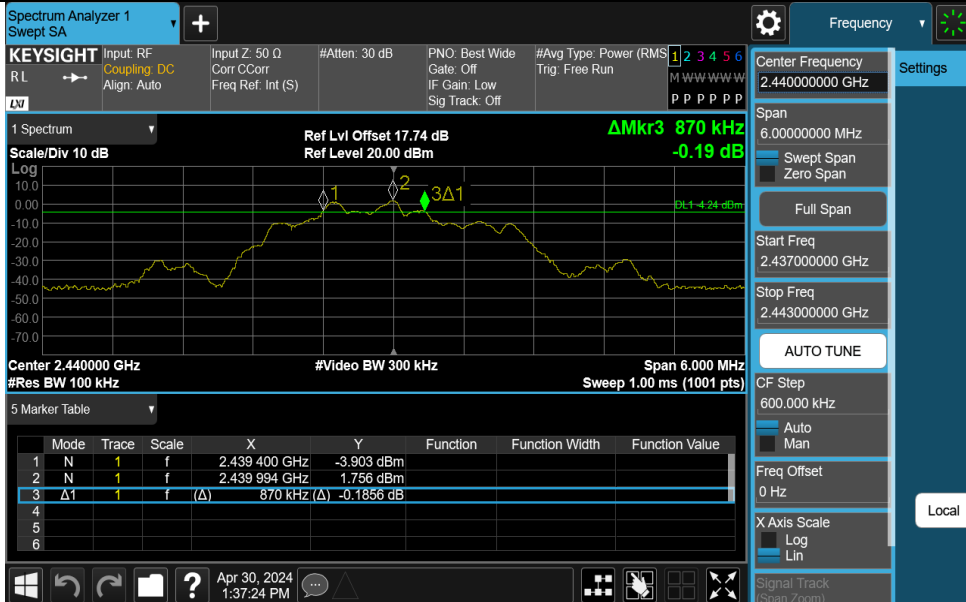 Spectrum Analyzer 1
Swept SA
+
Frequency
KEYSIGHT
R L
LXI
Input: RF
Coupling: DC
Align: Auto
Input Z: 50 Ω
Corr CCorr
Freq Ref: Int (S)
#Atten: 30 dB
PNO: Best Wide
Gate: Off
IF Gain: Low
Sig Track: Off
#Avg Type: Power (RMS
Trig: Free Run
1 2 3 4 5 6
M W W W W W
P P P P P P
1 Spectrum
Scale/Div 10 dB
Ref Lvl Offset 17.74 dB
Ref Level 20.00 dBm
ΔMkr3 870 kHz
-0.19 dB
Log
10.0
0.00
-10.0
-20.0
-30.0
-40.0
-50.0
-60.0
-70.0
1
2
3Δ1
DL1 -4.24 dBm
Center 2.440000 GHz
#Video BW 300 kHz
Span 6.000 MHz
#Res BW 100 kHz
Sweep 1.00 ms (1001 pts)
5 Marker Table
Mode Trace Scale X Y Function Function Width Function Value
1 N 1 f 2.439 400 GHz -3.903 dBm
2 N 1 f 2.439 994 GHz 1.756 dBm
3 Δ1 1 f (Δ) 870 kHz (Δ) -0.1856 dB
4
5
6
Center Frequency
2.440000000 GHz
Span
6.00000000 MHz
Swept Span
Zero Span
Full Span
Start Freq
2.437000000 GHz
Stop Freq
2.443000000 GHz
AUTO TUNE
CF Step
600.000 kHz
Auto
Man
Freq Offset
0 Hz
X Axis Scale
Log
Lin
Signal Track
(Span Zoom)
Settings
Local
?
Apr 30, 2024
1:37:24 PM